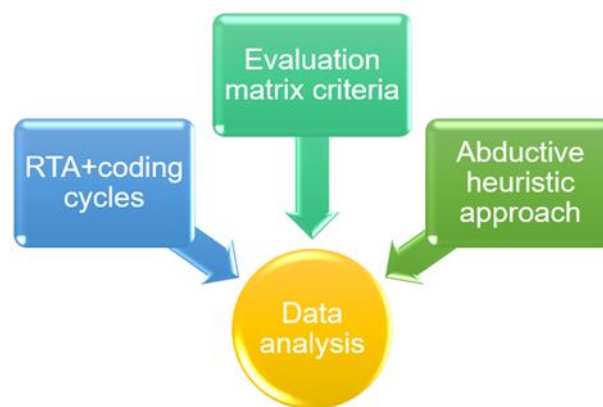 RTA+coding
cycles
Evaluation
matrix criteria
Abductive
heuristic
approach
Data
analysis